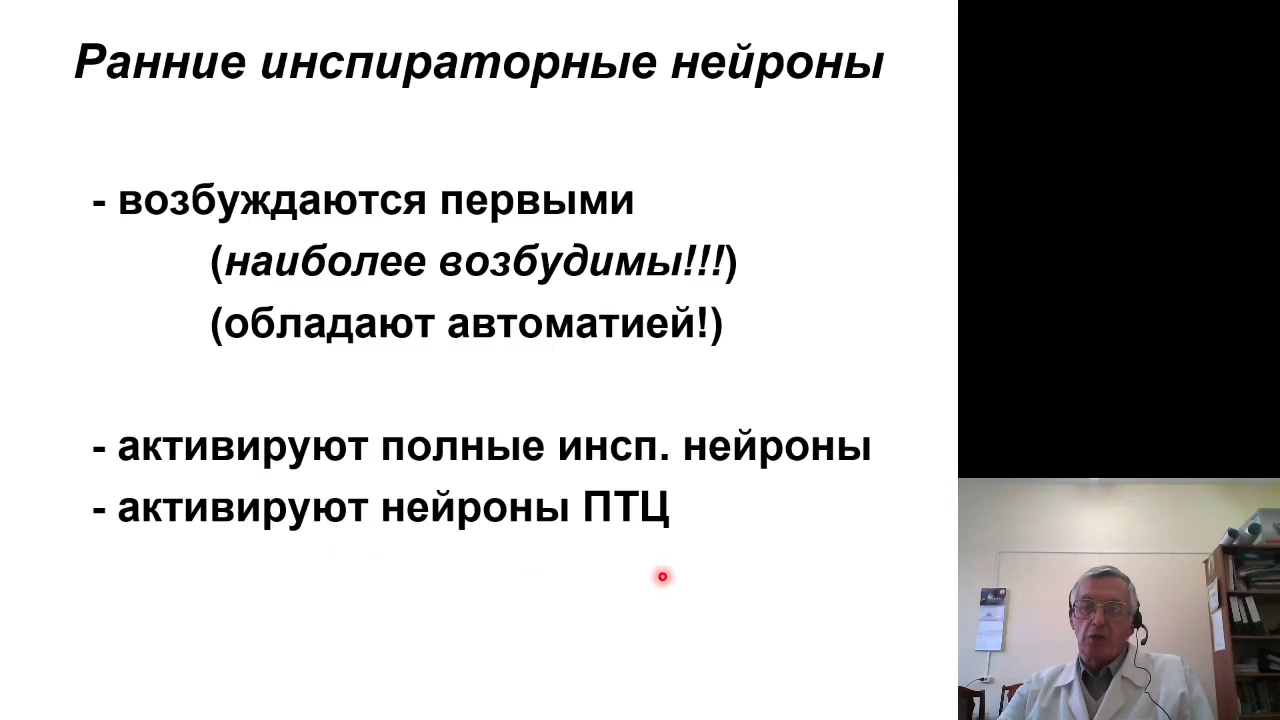 Ранние инспираторные нейроны
- возбуждаются первыми
(наиболее возбудимы!!!)
(обладают автоматией!)
- активируют полные инсп. нейроны
- активируют нейроны ПТЦ